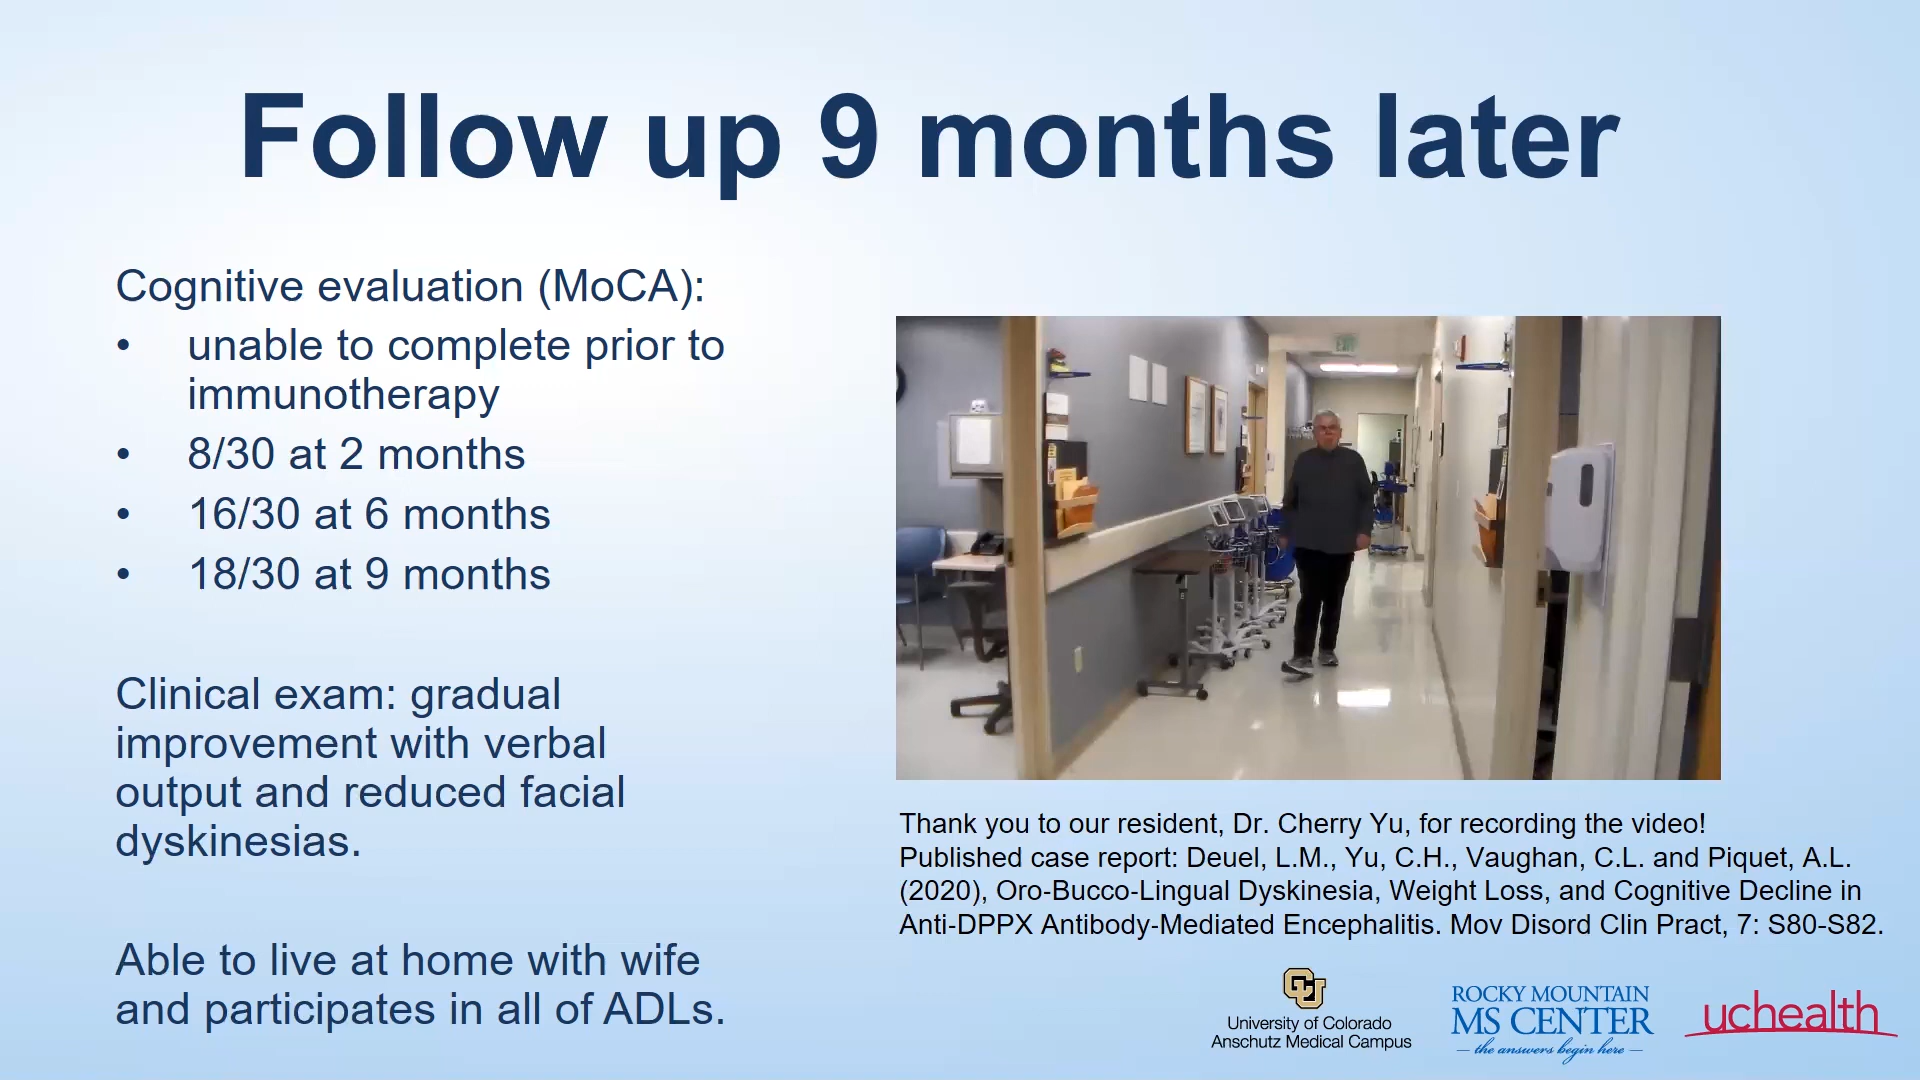 Follow up 9 months later
Cognitive evaluation (MoCA):
• unable to complete prior to
immunotherapy
• 8/30 at 2 months
• 16/30 at 6 months
• 18/30 at 9 months
Clinical exam: gradual
improvement with verbal
output and reduced facial
dyskinesias.
Able to live at home with wife
and participates in all of ADLs.
Thank you to our resident, Dr. Cherry Yu, for recording the video!
Published case report: Deuel, L.M., Yu, C.H., Vaughan, C.L. and Piquet, A.L.
(2020), Oro-Bucco-Lingual Dyskinesia, Weight Loss, and Cognitive Decline in
Anti-DPPX Antibody-Mediated Encephalitis. Mov Disord Clin Pract, 7: S80-S82.
CU
University of Colorado
Anschutz Medical Campus
ROCKY MOUNTAIN
MS CENTER
— the answers begin here —
uchealth